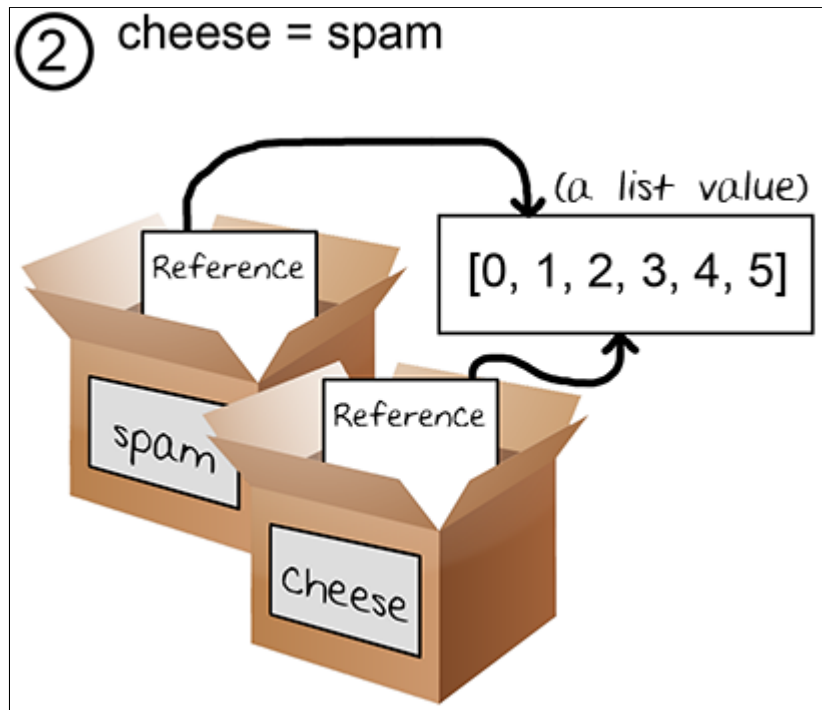 2 cheese = spam
(a list value)
[0, 1, 2, 3, 4, 5]
Reference
spam
Reference
cheese